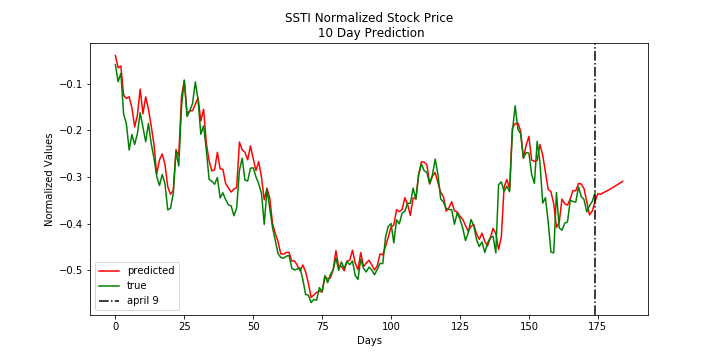 SSTI Normalized Stock Price
10 Day Prediction
Normalized Values
−0.1
−0.2
−0.3
−0.4
−0.5
predicted
true
april 9
0 25 50 75 100 125 150 175
Days